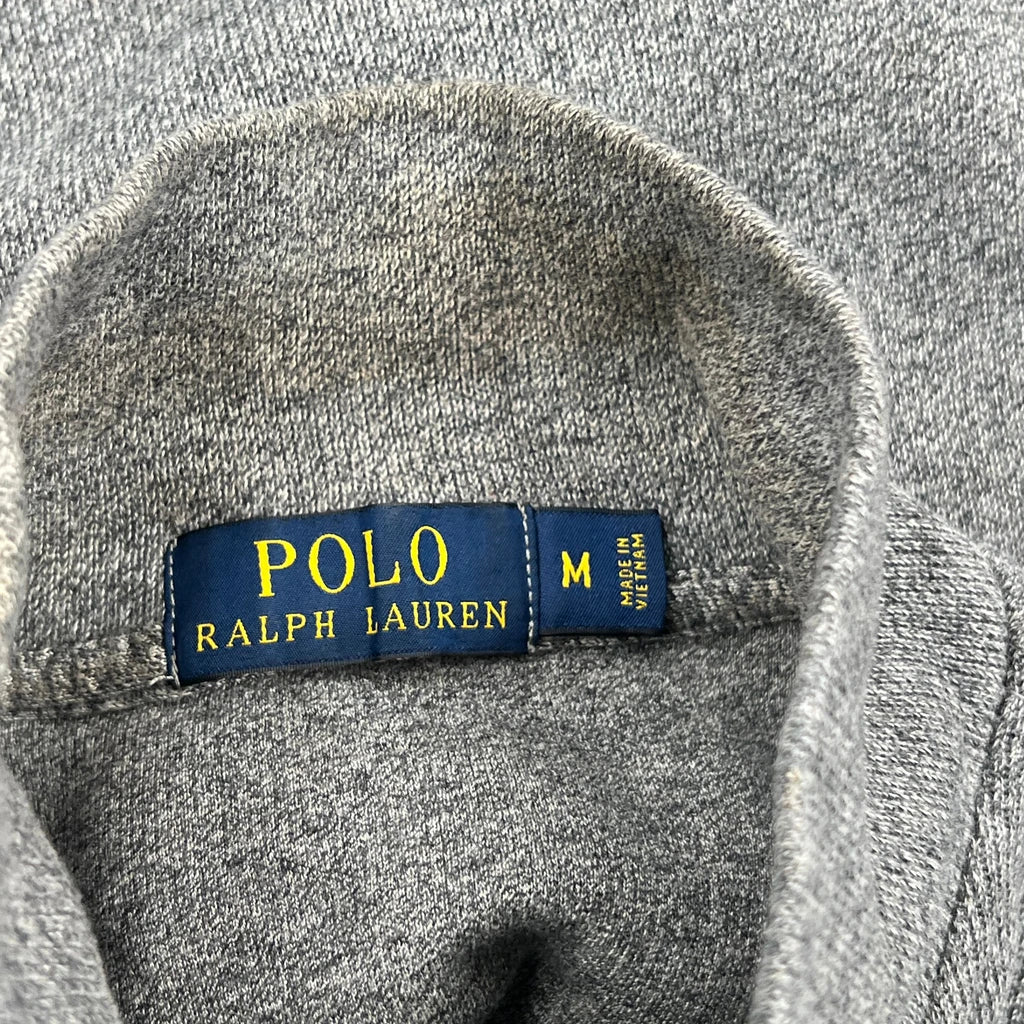 POLO
RALPH LAUREN
M
MADE IN
VIETNAM